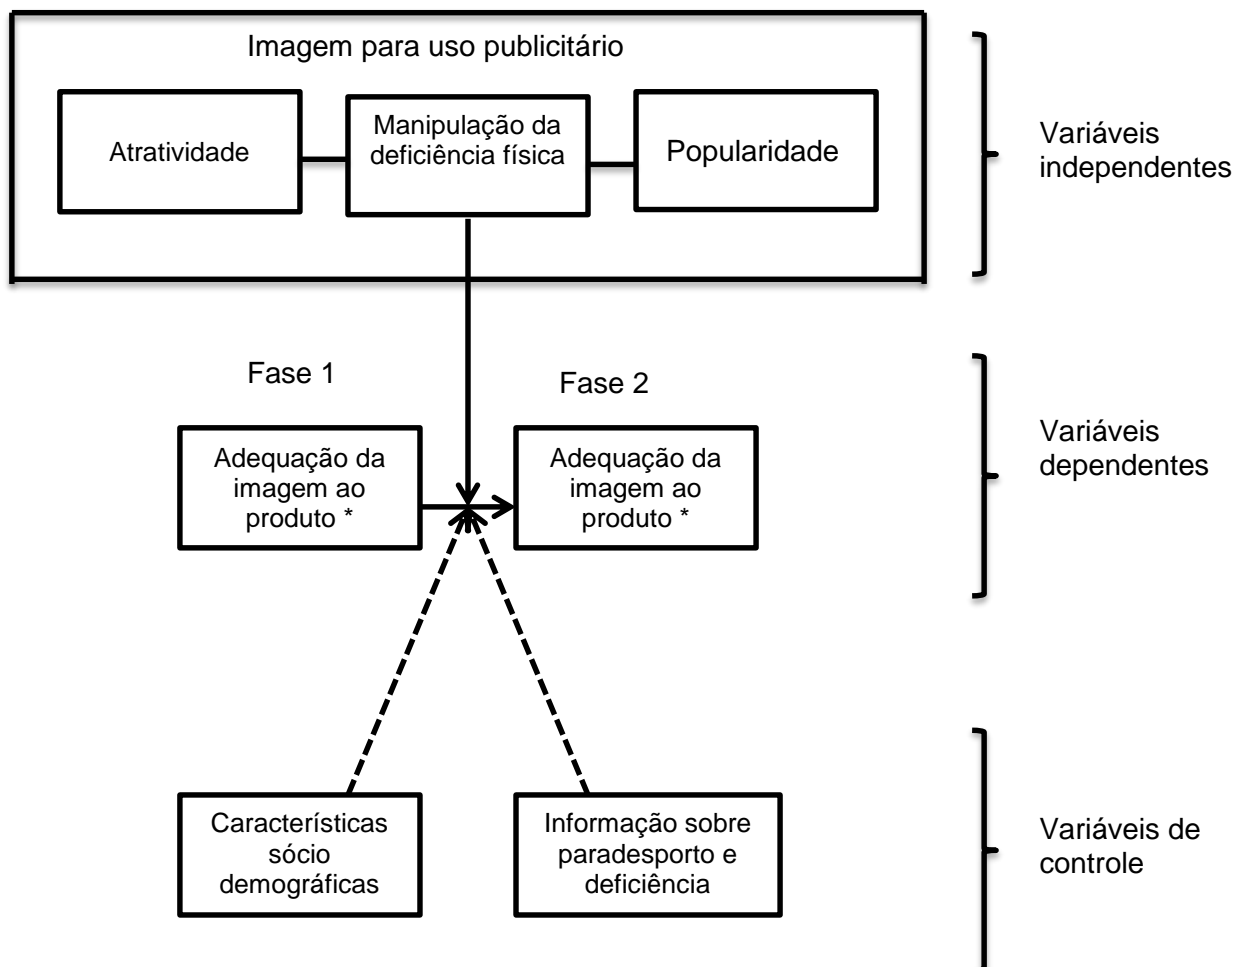 Imagem para uso publicitário
Atratividade
Manipulação da
deficiência física
Popularidade
Variáveis
independentes
Fase 1
Fase 2
Adequação da
imagem ao
produto *
Adequação da
imagem ao
produto *
Variáveis
dependentes
Característicias
sócio
demográficas
Informação sobre
paradesporto e
deficiência
Variáveis de
controle